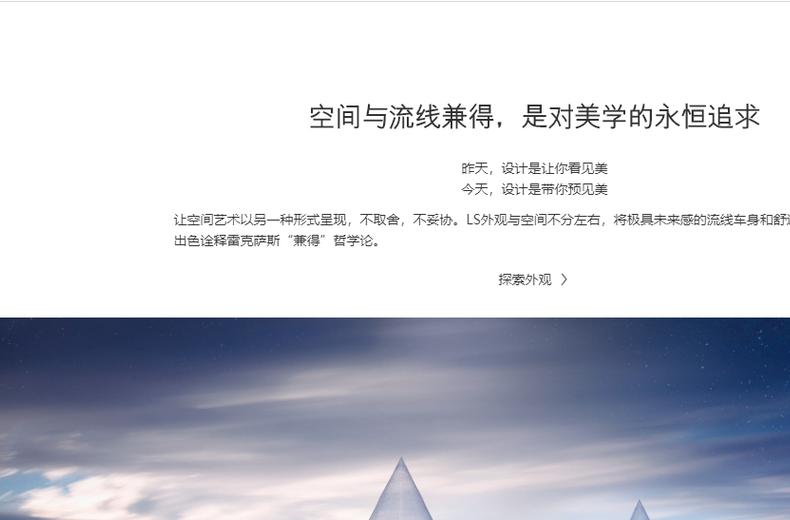 空间与流线兼得，是对美学的永恒追求
昨天，设计是让你看见美
今天，设计是带你预见美
让空间艺术以另一种形式呈现，不取舍，不妥协。LS外观与空间不分左右，将极具未来感的流线车身和舒
出色诠释雷克萨斯“兼得”哲学论。
探索外观 〉